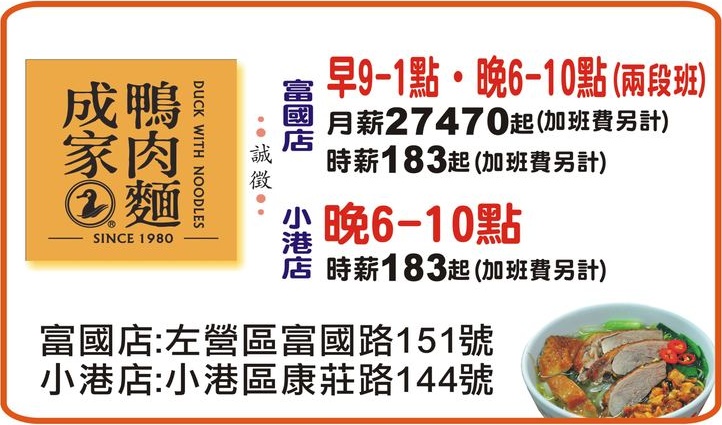 鴨肉麵
成家
DUCK WITH NOODLES
®
SINCE 1980
誠徵
富國店
早9-1點・晚6-10點(兩段班)
月薪27470起(加班費另計)
時薪183起(加班費另計)
小港店
晚6-10點
時薪183起(加班費另計)
富國店:左營區富國路151號
小港店:小港區康莊路144號